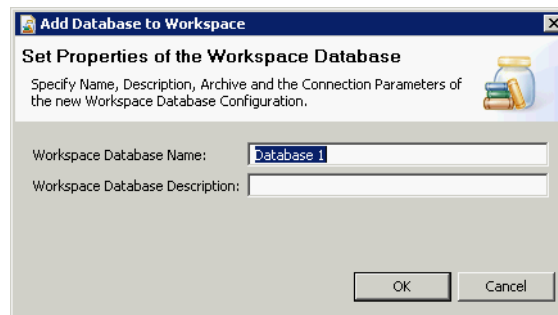 Add Database to Workspace
Set Properties of the Workspace Database
Specify Name, Description, Archive and the Connection Parameters of
the new Workspace Database Configuration.
Workspace Database Name: Database 1
Workspace Database Description:
OK Cancel